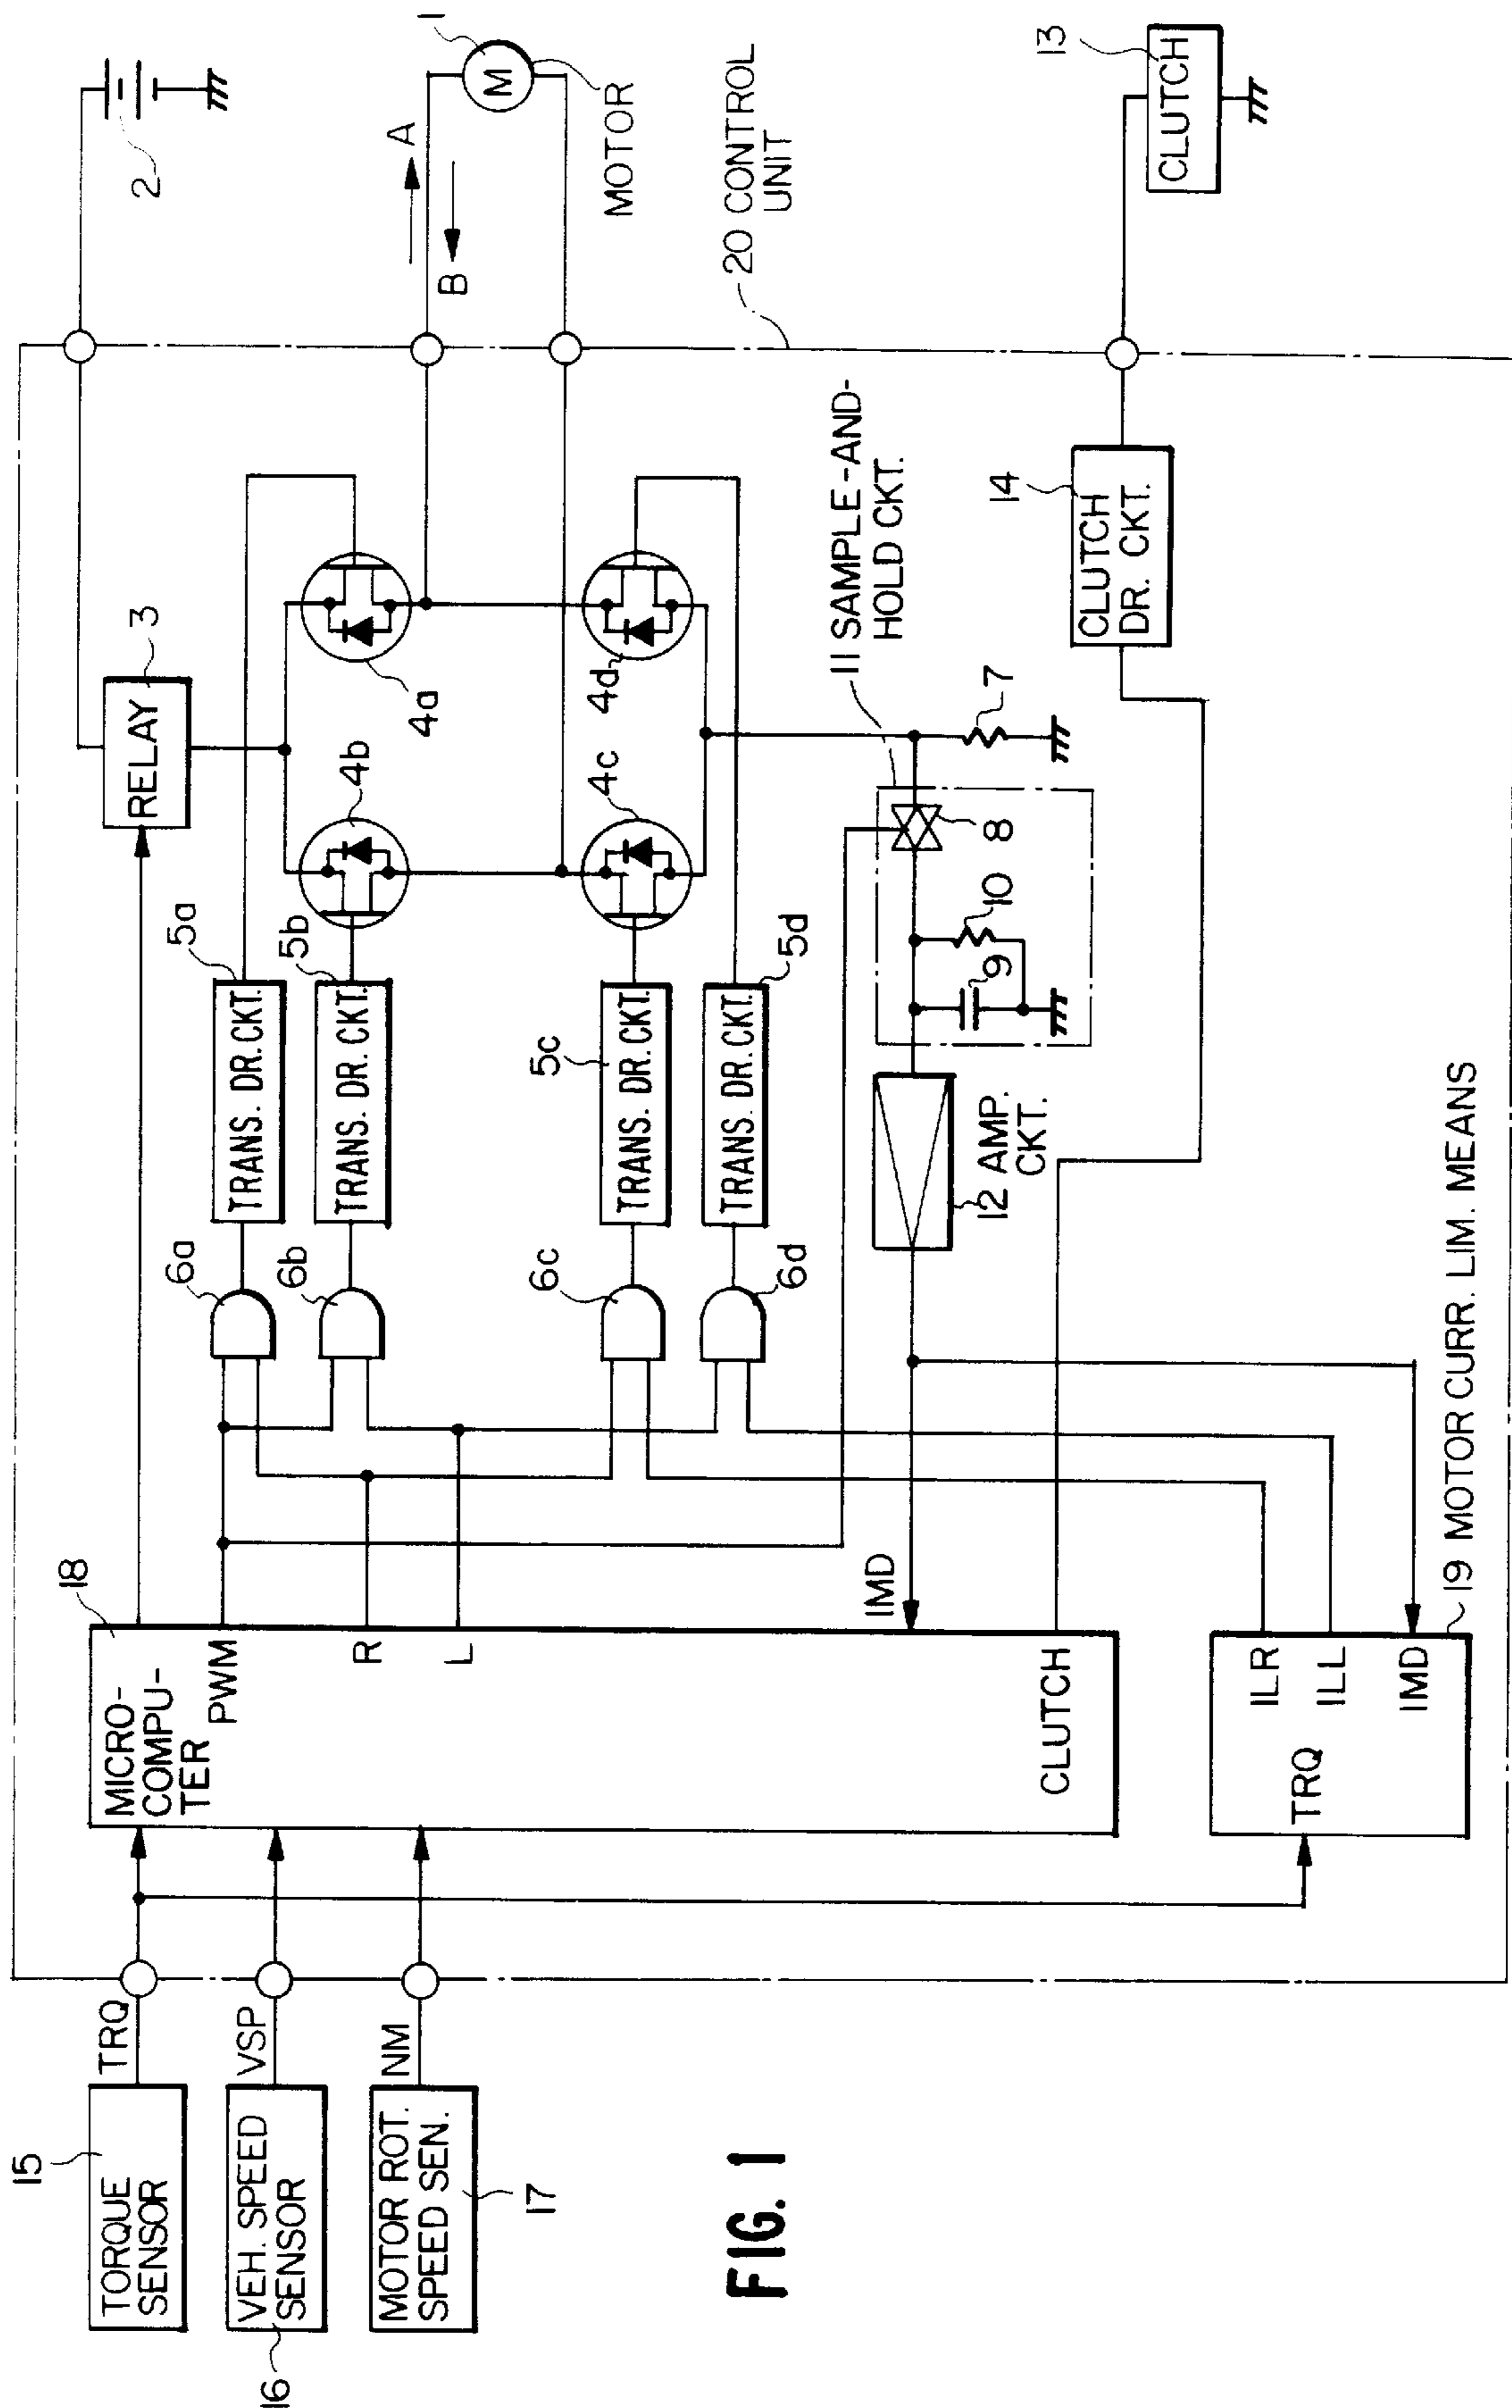 15
TORQUE
SENSOR
TRQ
16
VEH. SPEED
SENSOR
VSP
MOTOR ROT.
SPEED SEN.
NM
17
18
MICRO-
COMPU-
TER
PWM
R
L
IMD
CLUTCH
TRQ
ILR
ILL
IMD
19 MOTOR CURR. LIM. MEANS
6a
6b
6c
6d
5a
TRANS. DR. CKT.
5b
TRANS. DR. CKT.
5c
TRANS. DR. CKT.
5d
TRANS. DR. CKT.
12 AMP.
CKT.
RELAY
3
4b
4a
4c
4d
11 SAMPLE-AND-
HOLD CKT.
7
8
9
10
14
CLUTCH
DR. CKT.
20 CONTROL
UNIT
2
A
B
1
M
MOTOR
13
CLUTCH
FIG. 1